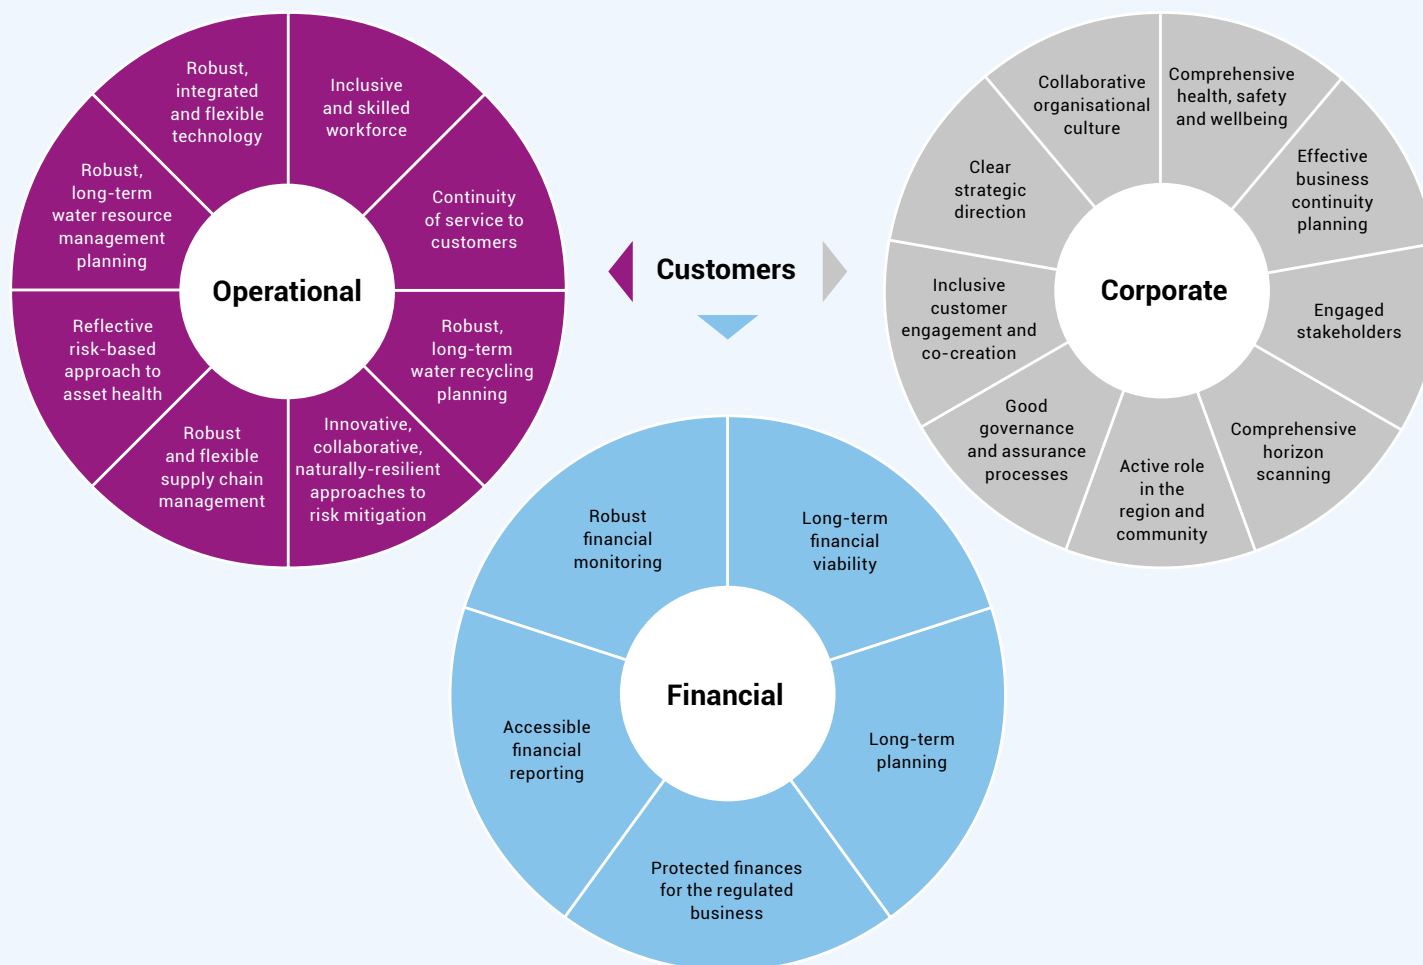 Robust,
integrated
and flexible
technology
Inclusive
and skilled
workforce
Continuity
of service to
customers
Robust,
long-term
water recycling
planning
Innovative,
collaborative,
naturally-resilient
approaches to
risk mitigation
Robust
and flexible
supply chain
management
Reflective
risk-based
approach to
asset health
Robust,
long-term
water resource
management
planning
Operational
Customers
Collaborative
organisational
culture
Comprehensive
health, safety
and wellbeing
Effective
business
continuity
planning
Engaged
stakeholders
Comprehensive
horizon
scanning
Active role
in the
region and
community
Good
governance
and assurance
processes
Inclusive
customer
engagement and
co-creation
Clear
strategic
direction
Corporate
Robust
financial
monitoring
Long-term
financial
viability
Long-term
planning
Protected finances
for the regulated
business
Accessible
financial
reporting
Financial